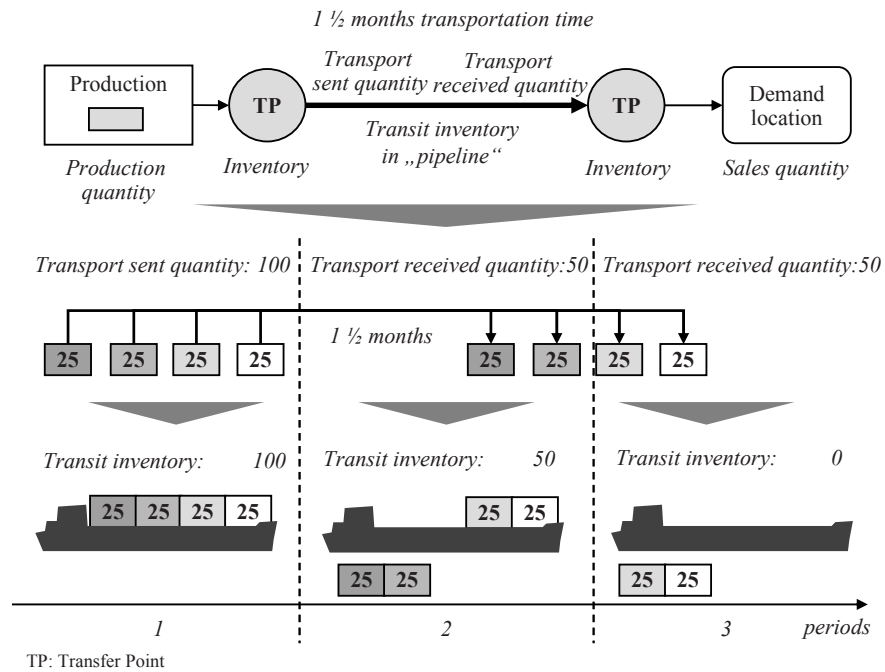 1 ½ months transportation time
Transport sent quantity
Transport received quantity
Production
TP
TP
Demand location
Transit inventory in „pipeline“
Production quantity
Inventory
Inventory
Sales quantity
Transport sent quantity: 100
Transport received quantity:50
Transport received quantity:50
1 ½ months
25 25 25 25
25 25
25 25
Transit inventory: 100
Transit inventory: 50
Transit inventory: 0
25 25 25 25
25 25
25 25
25 25
1 2 3 periods
TP: Transfer Point